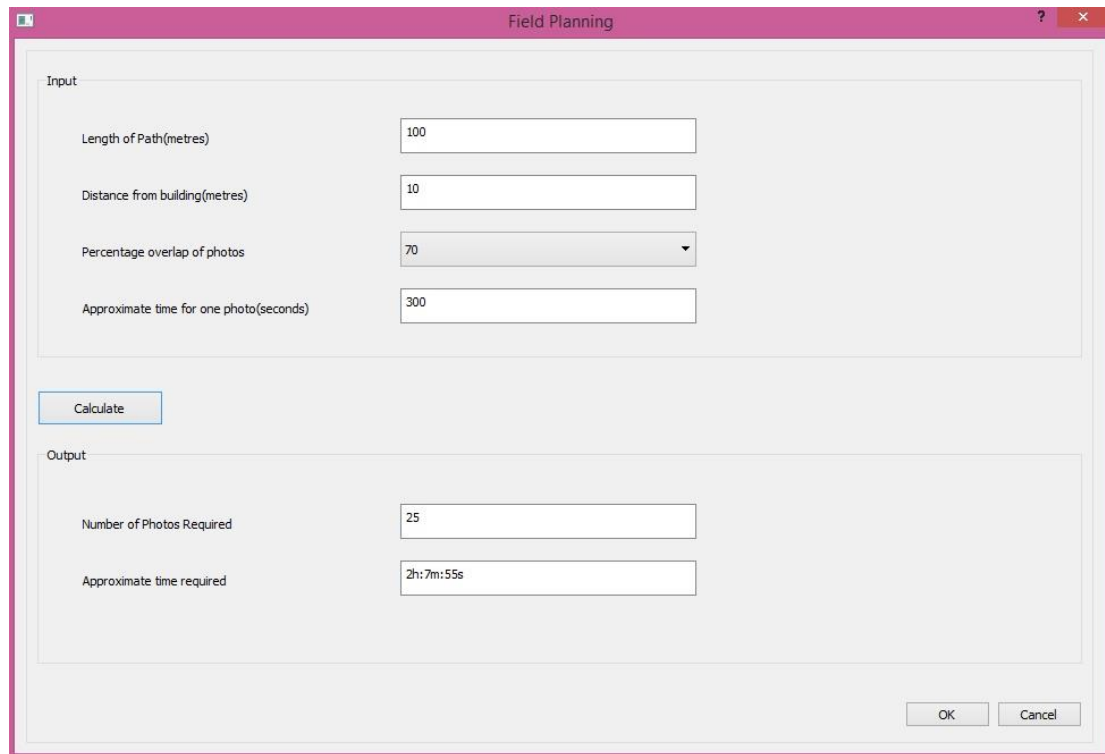 Field Planning
?
Input
Length of Path(metres) 100
Distance from building(metres) 10
Percentage overlap of photos 70
Approximate time for one photo(seconds) 300
Calculate
Output
Number of Photos Required 25
Approximate time required 2h:7m:55s
OK Cancel